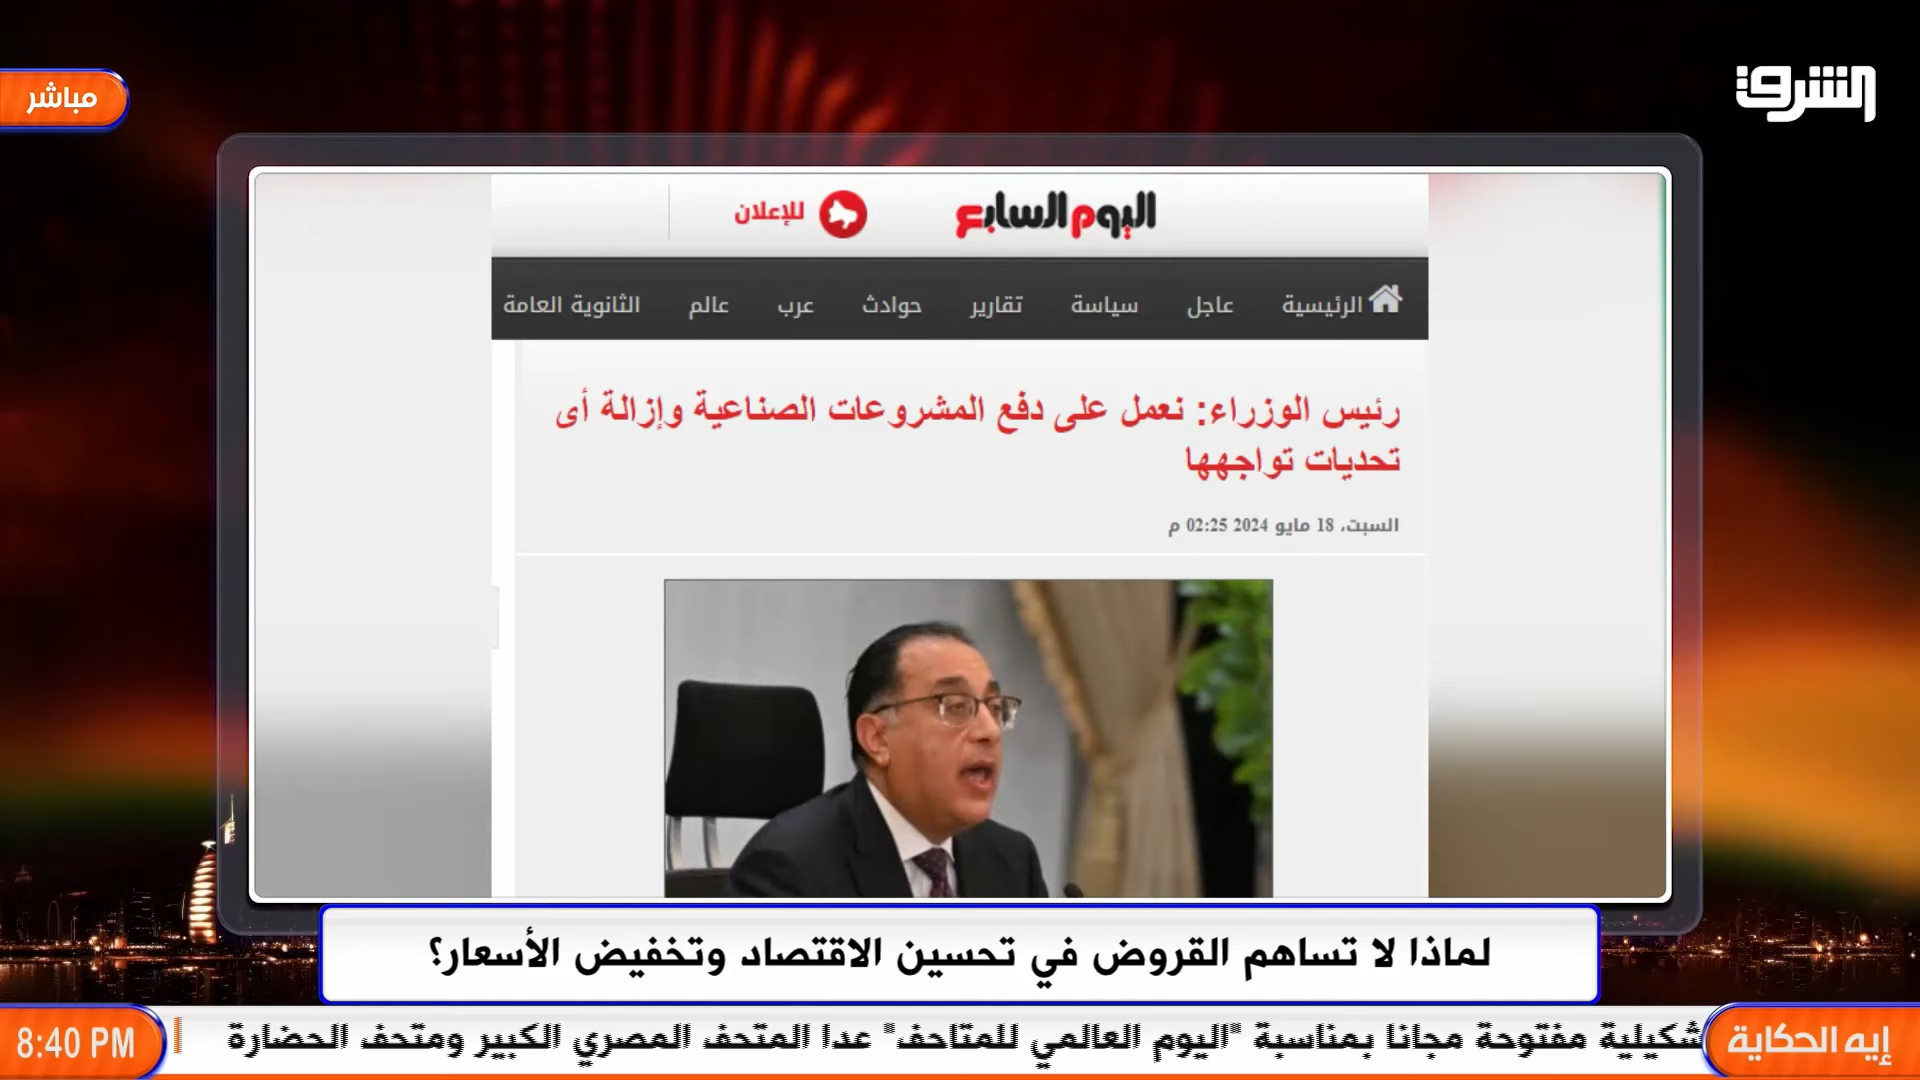 مباشر
الشرق
اليوم السابع
للإعلان
الرئيسية عاجل سياسة تقارير حوادث عرب عالم الثانوية العامة
رئيس الوزراء: نعمل على دفع المشروعات الصناعية وإزالة أى
تحديات تواجهها
السبت، 18 مايو 2024 02:25 م
لماذا لا تساهم القروض في تحسين الاقتصاد وتخفيض الأسعار؟
إيه الحكاية
شكيلية مفتوحة مجانا بمناسبة "اليوم العالمي للمتاحف" عدا المتحف المصري الكبير ومتحف الحضارة
8:40 PM